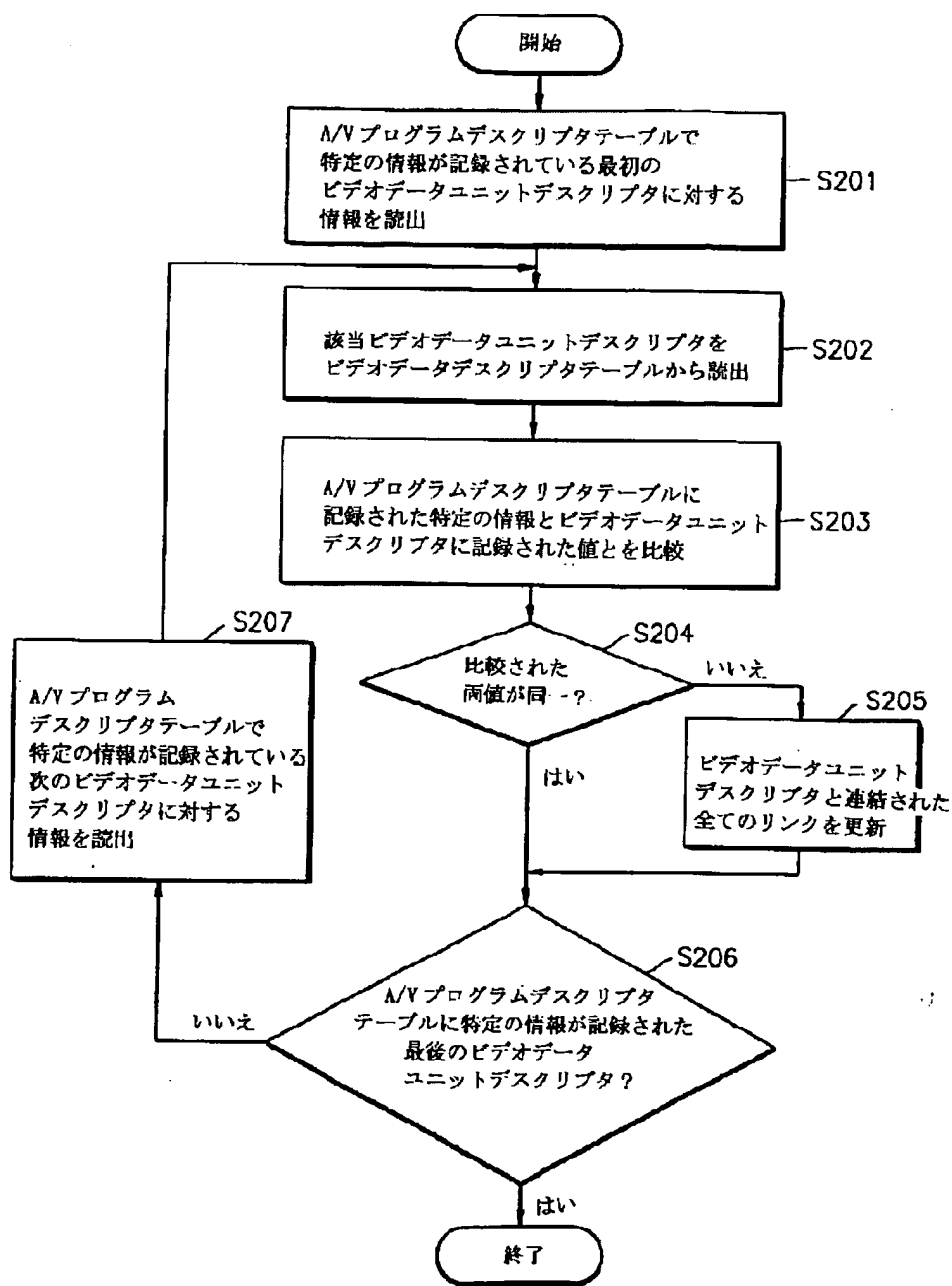 開始
A/Vプログラムデスクリプタテーブルで
特定の情報が記録されている最初の
ビデオデータユニットデスクリプタに対する
情報を読出
S201
該当ビデオデータユニットデスクリプタを
ビデオデータデスクリプタテーブルから読出
S202
A/Vプログラムデスクリプタテーブルに
記録された特定の情報とビデオデータユニット
デスクリプタに記録された値とを比較
S203
S204
比較された
両値が同一?
いいえ
はい
S205
ビデオデータユニット
デスクリプタと連結された
全てのリンクを更新
S207
A/Vプログラム
デスクリプタテーブルで
特定の情報が記録されている
次のビデオデータユニット
デスクリプタに対する
情報を読出
S206
A/Vプログラムデスクリプタ
テーブルに特定の情報が記録された
最後のビデオデータ
ユニットデスクリプタ?
いいえ
はい
終了